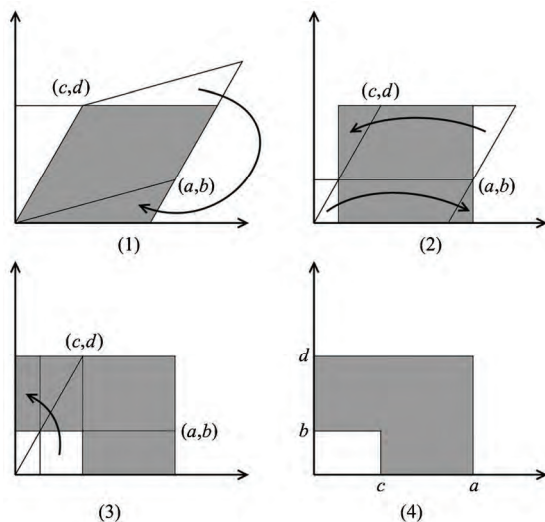 (c,d)
(a,b)
(1)
(c,d)
(a,b)
(2)
(c,d)
(a,b)
(3)
d
b
c
a
(4)